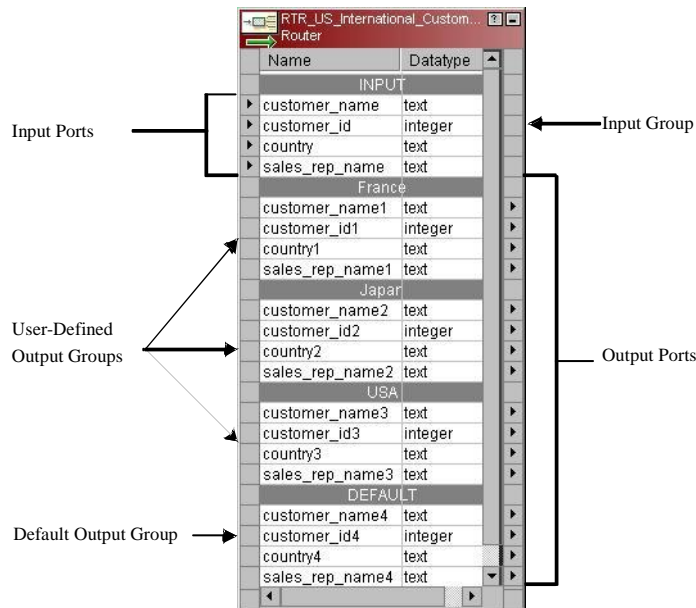 RTR_US_International_Custom...
Router
Name Datatype
INPUT
customer_name text
customer_id integer
country text
sales_rep_name text
France
customer_name1 text
customer_id1 integer
country1 text
sales_rep_name1 text
Japan
customer_name2 text
customer_id2 integer
country2 text
sales_rep_name2 text
USA
customer_name3 text
customer_id3 integer
country3 text
sales_rep_name3 text
DEFAULT
customer_name4 text
customer_id4 integer
country4 text
sales_rep_name4 text
Input Ports
Input Group
User-Defined
Output Groups
Output Ports
Default Output Group